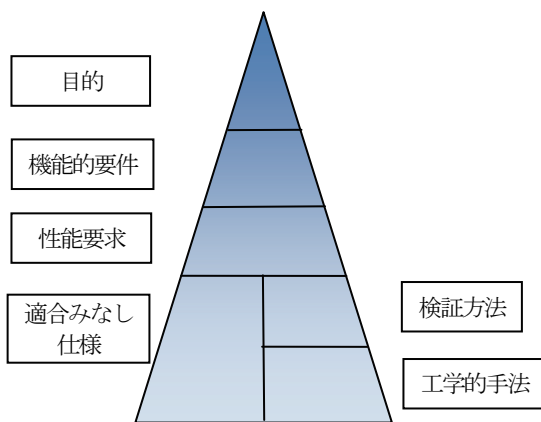 目的
機能的要件
性能要求
適合みなし
仕様
検証方法
工学的手法